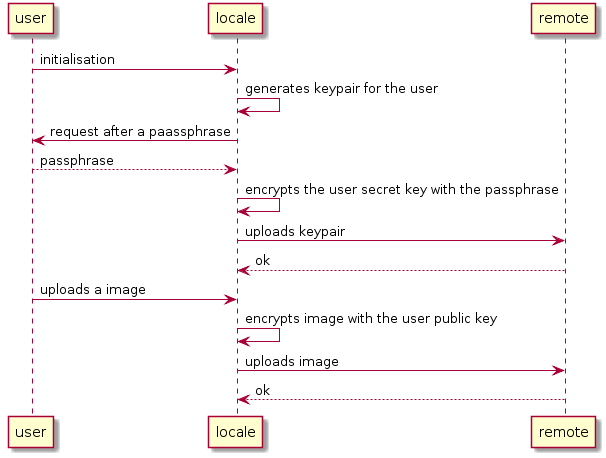 user locale remote
initialisation
generates keypair for the user
request after a paassphrase
passphrase
encrypts the user secret key with the passphrase
uploads keypair
ok
uploads a image
encrypts image with the user public key
uploads image
ok
user locale remote